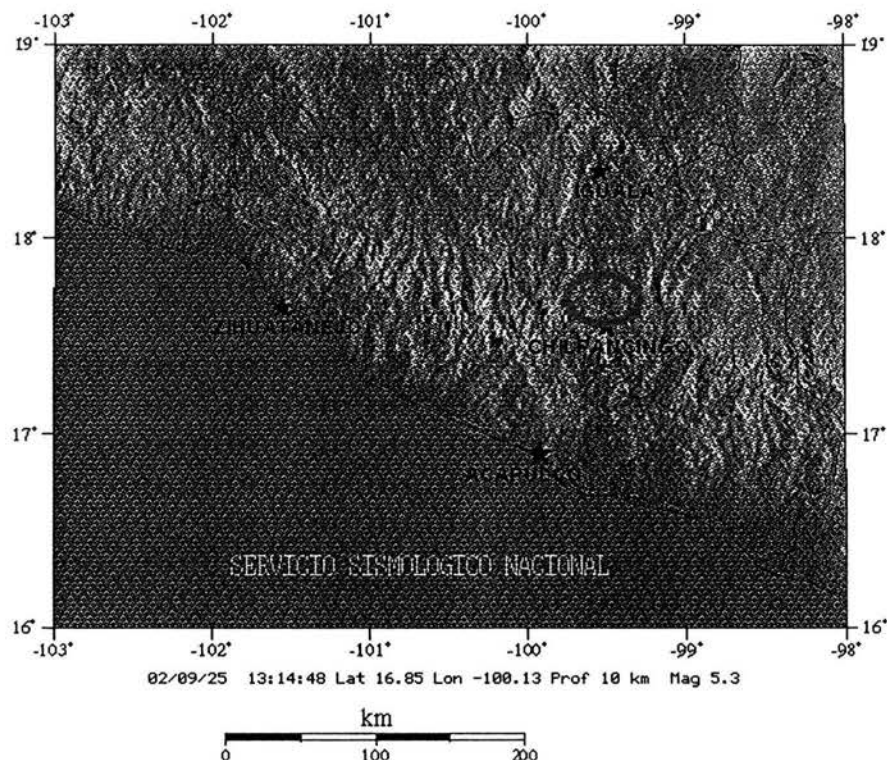 -103° -102° -101° -100° -99° -98°
19° 19°
IGUALA
18° 18°
ZIHUATANEJO
CHILPANCINGO
17° 17°
ACAPULCO
SERVICIO SISMOLOGICO NACIONAL
16° 16°
-103° -102° -101° -100° -99° -98°
02/09/25 13:14:48 Lat 16.85 Lon -100.13 Prof 10 km Mag 5.3
km
0 100 200